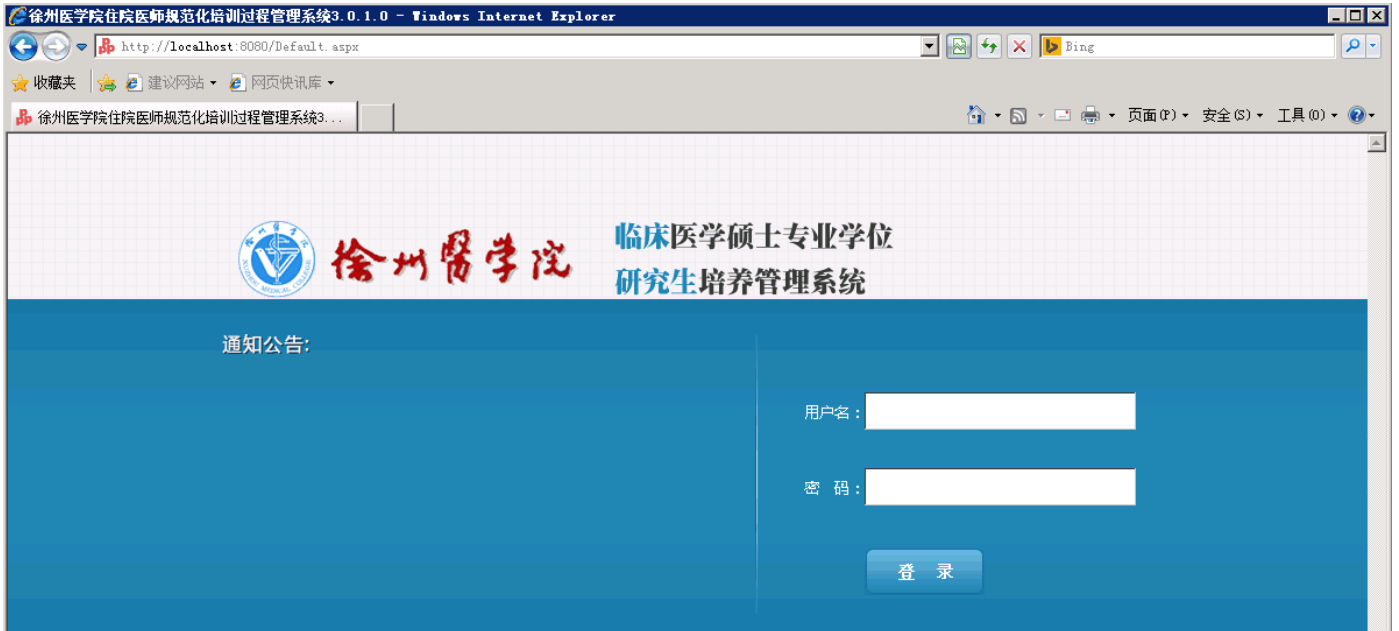 徐州医学院住院医师规范化培训过程管理系统3.0.1.0 - Windows Internet Explorer
http://localhost:8080/Default.aspx
Bing
收藏夹
建议网站
网页快讯库
徐州医学院住院医师规范化培训过程管理系统3...
页面(P)
安全(S)
工具(O)
徐州醫学院
临床医学硕士专业学位
研究生培养管理系统
通知公告:
用户名：
密 码：
登 录